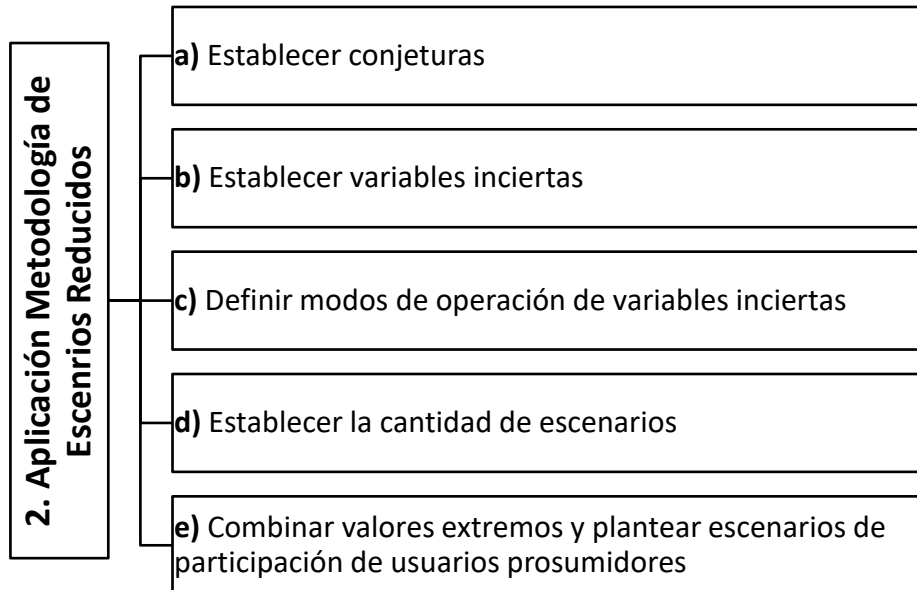 2. Aplicación Metodología de
Escenrios Reducidos
a) Establecer conjeturas
b) Establecer variables inciertas
c) Definir modos de operación de variables inciertas
d) Establecer la cantidad de escenarios
e) Combinar valores extremos y plantear escenarios de
participación de usuarios prosumidores